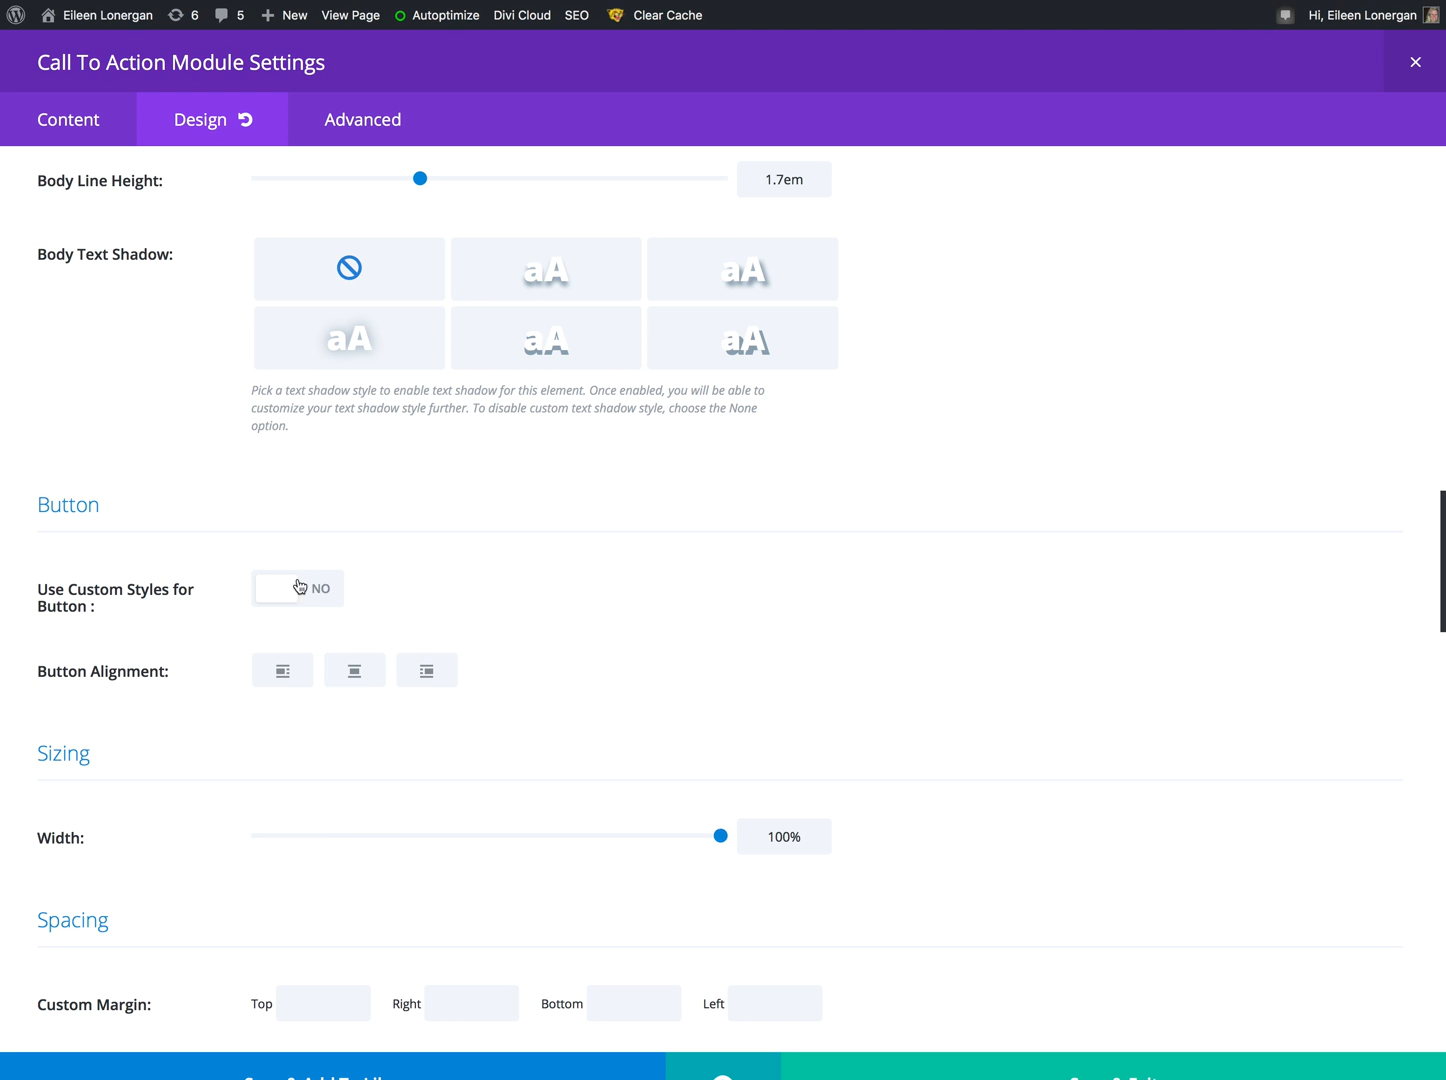 Eileen Lonergan 6 5 New View Page Autoptimize Divi Cloud SEO Clear Cache Hi, Eileen Lonergan
Call To Action Module Settings
Content Design Advanced
Body Line Height: 1.7em
Body Text Shadow:
aA aA
aA aA aA
Pick a text shadow style to enable text shadow for this element. Once enabled, you will be able to
customize your text shadow style further. To disable custom text shadow style, choose the None
option.
Button
Use Custom Styles for
Button :
NO
Button Alignment:
Sizing
Width: 100%
Spacing
Custom Margin: Top Right Bottom Left